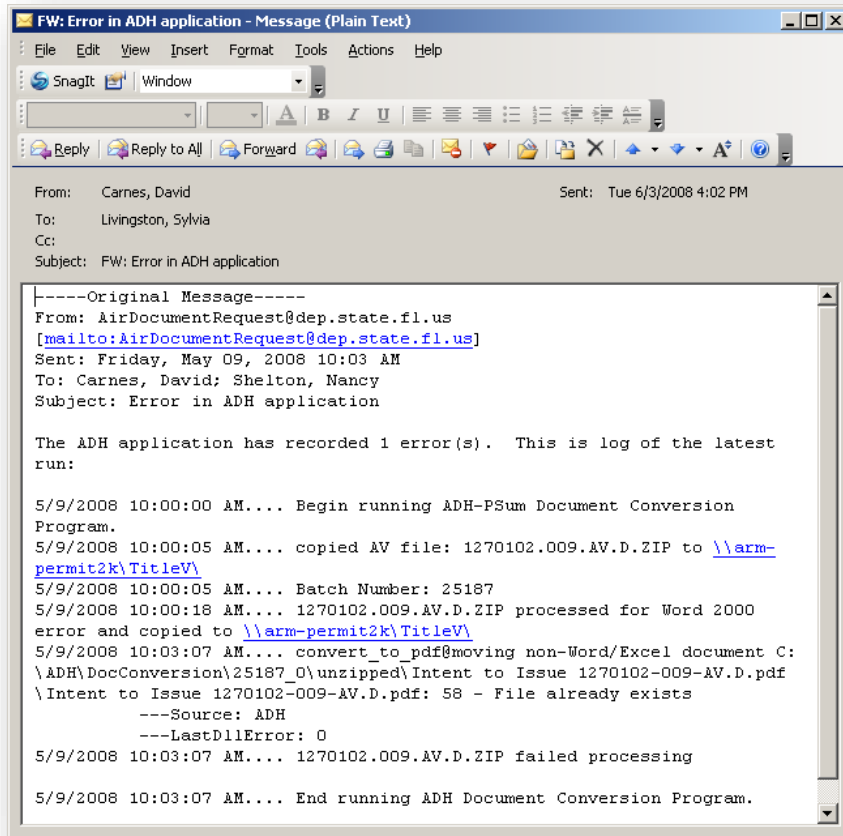 FW: Error in ADH application - Message (Plain Text)
File Edit View Insert Format Tools Actions Help
SnagIt Window
A B I U
Reply Reply to All Forward A
From: Carnes, David Sent: Tue 6/3/2008 4:02 PM
To: Livingston, Sylvia
Cc:
Subject: FW: Error in ADH application
-----Original Message-----
From: AirDocumentRequest@dep.state.fl.us
[mailto:AirDocumentRequest@dep.state.fl.us]
Sent: Friday, May 09, 2008 10:03 AM
To: Carnes, David; Shelton, Nancy
Subject: Error in ADH application
The ADH application has recorded 1 error(s).  This is log of the latest
run:
5/9/2008 10:00:00 AM.... Begin running ADH-PSum Document Conversion
Program.
5/9/2008 10:00:05 AM.... copied AV file: 1270102.009.AV.D.ZIP to \\arm-
permit2k\TitleV\
5/9/2008 10:00:05 AM.... Batch Number: 25187
5/9/2008 10:00:18 AM.... 1270102.009.AV.D.ZIP processed for Word 2000
error and copied to \\arm-permit2k\TitleV\
5/9/2008 10:03:07 AM.... convert_to_pdf@moving non-Word/Excel document C:
\ADH\DocConversion\25187_0\unzipped\Intent to Issue 1270102-009-AV.D.pdf
\Intent to Issue 1270102-009-AV.D.pdf: 58 - File already exists
---Source: ADH
---LastDllError: 0
5/9/2008 10:03:07 AM.... 1270102.009.AV.D.ZIP failed processing
5/9/2008 10:03:07 AM.... End running ADH Document Conversion Program.